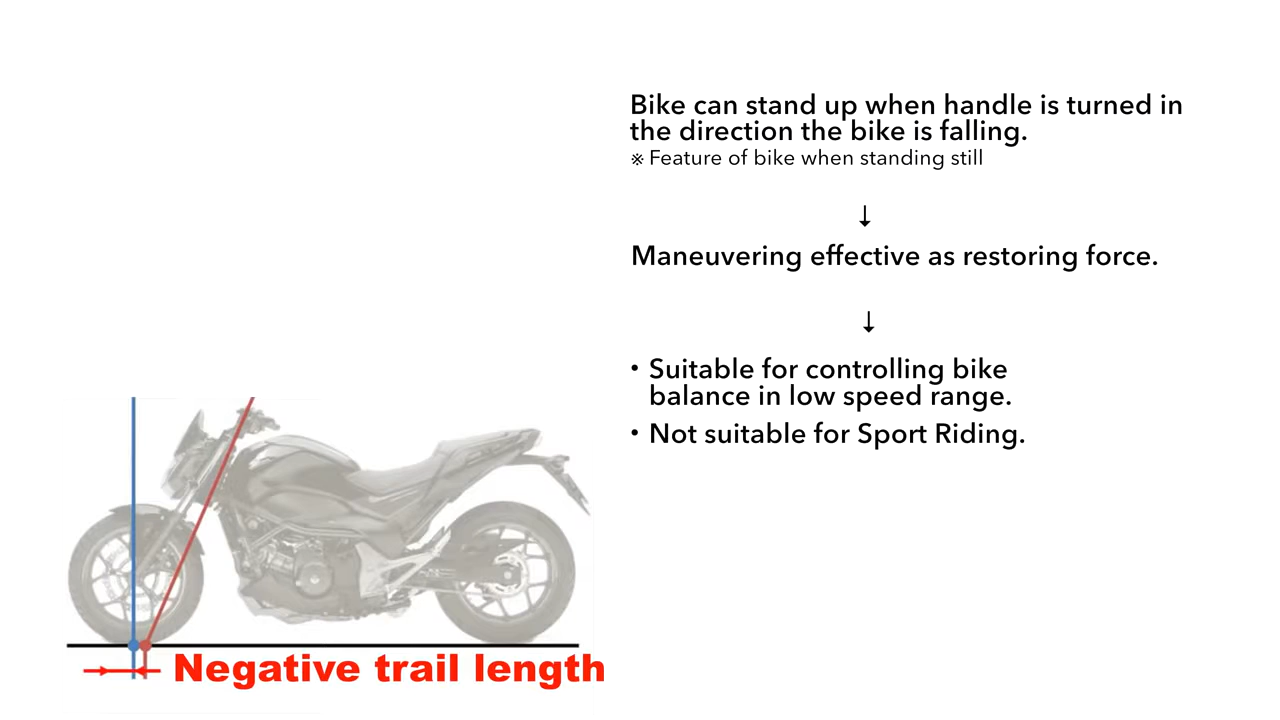 Bike can stand up when handle is turned in
the direction the bike is falling.
※ Feature of bike when standing still
↓
Maneuvering effective as restoring force.
↓
・Suitable for controlling bike
balance in low speed range.
・Not suitable for Sport Riding.
Negative trail length